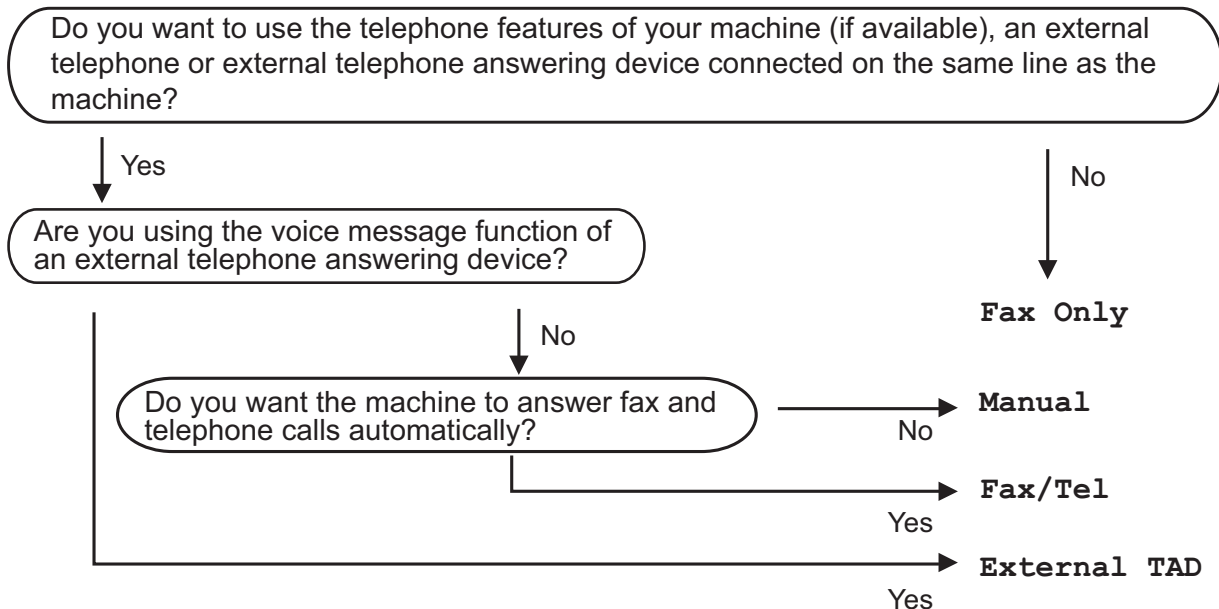 Do you want to use the telephone features of your machine (if available), an external
telephone or external telephone answering device connected on the same line as the
machine?
Yes
No
Are you using the voice message function of
an external telephone answering device?
Fax Only
No
Do you want the machine to answer fax and
telephone calls automatically?
Manual
No
Fax/Tel
Yes
External TAD
Yes